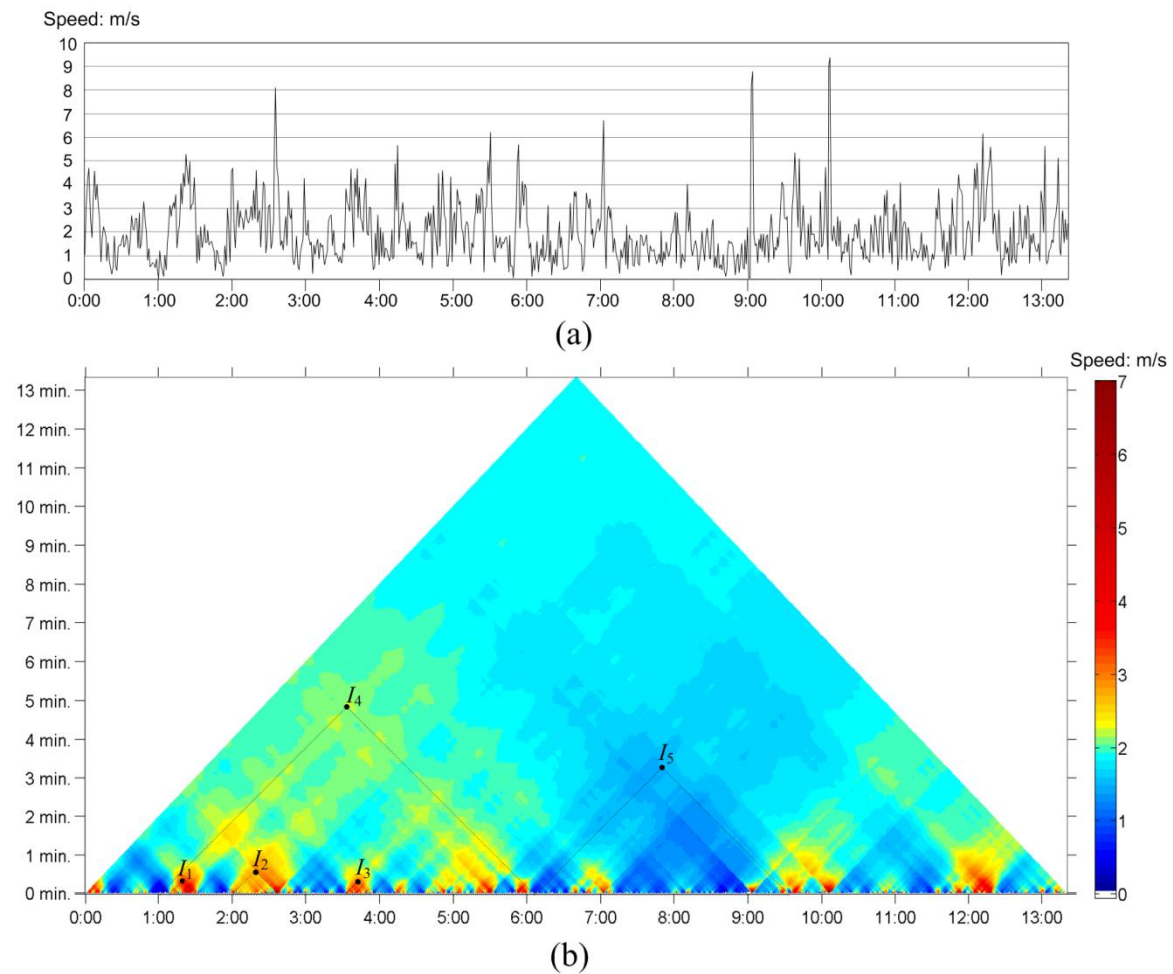 Speed: m/s
10
9
8
7
6
5
4
3
2
1
0
0:00 1:00 2:00 3:00 4:00 5:00 6:00 7:00 8:00 9:00 10:00 11:00 12:00 13:00
(a)
Speed: m/s
13 min.
12 min.
11 min.
10 min.
9 min.
8 min.
7 min.
6 min.
5 min.
4 min.
3 min.
2 min.
1 min.
0 min.
I4
I5
I1
I2
I3
7
6
5
4
3
2
1
0
0:00 1:00 2:00 3:00 4:00 5:00 6:00 7:00 8:00 9:00 10:00 11:00 12:00 13:00
(b)